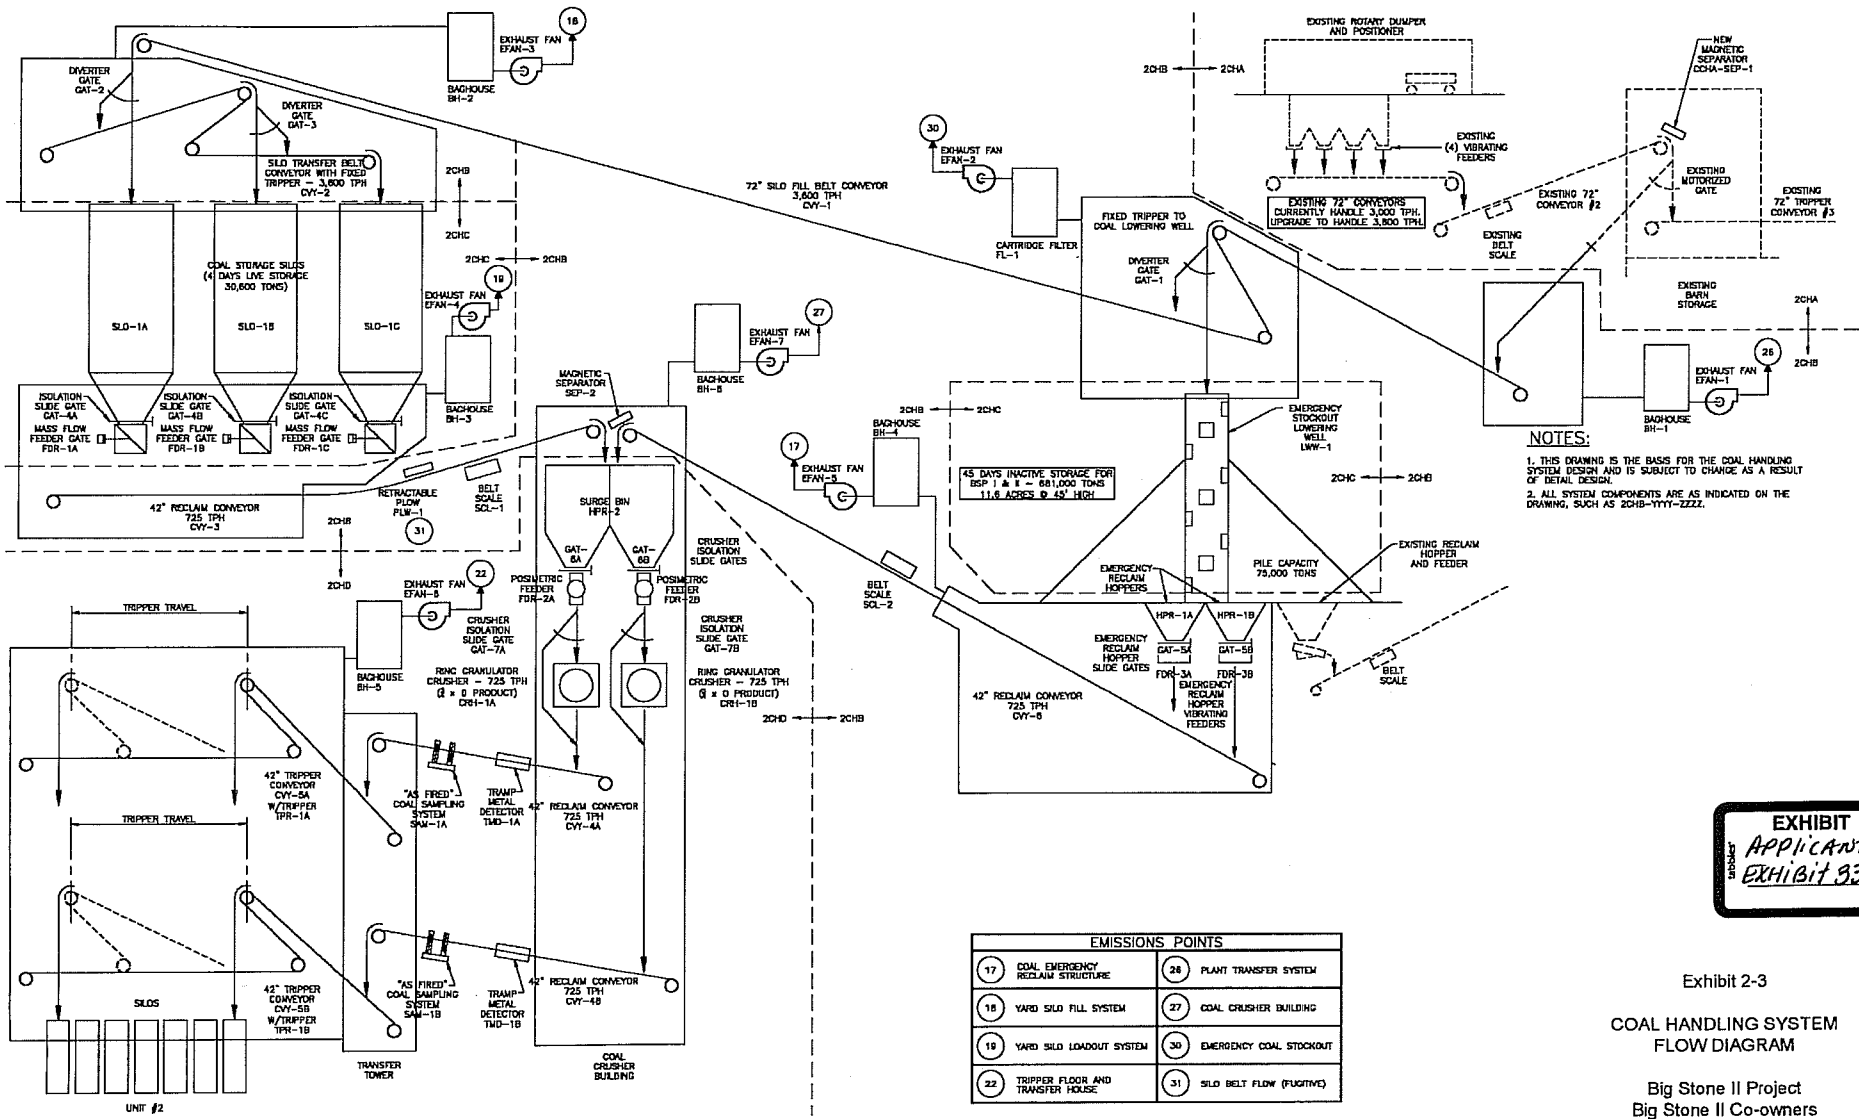 18
EXHAUST FAN
EFAN-3
BAGHOUSE
BH-2
DIVERTER
GATE
GAT-2
DIVERTER
GATE
GAT-3
SILO TRANSFER BELT
CONVEYOR WITH FIXED
TRIPPER - 3,600 TPH
CVY-2
2CHB
2CHC
2CHC
2CHB
COAL STORAGE SILOS
(4 DAYS LIVE STORAGE
30,600 TONS)
SLO-1A
SLO-1B
SLO-1C
19
EXHAUST FAN
EFAN-4
BAGHOUSE
BH-3
ISOLATION
SLIDE GATE
GAT-4A
MASS FLOW
FEEDER GATE
FDR-1A
ISOLATION
SLIDE GATE
GAT-4B
MASS FLOW
FEEDER GATE
FDR-1B
ISOLATION
SLIDE GATE
GAT-4C
MASS FLOW
FEEDER GATE
FDR-1C
42" RECLAIM CONVEYOR
725 TPH
CVY-3
RETRACTABLE
PLOW
PLW-1
31
BELT
SCALE
SCL-1
2CHB
2CHD
72" SILO FILL BELT CONVEYOR
3,600 TPH
CVY-1
27
EXHAUST FAN
EFAN-7
BAGHOUSE
BH-6
MAGNETIC
SEPARATOR
SEP-2
SURGE BIN
HPR-2
GAT-
6A
GAT-
6B
CRUSHER
ISOLATION
SLIDE GATES
POSIMETRIC
FEEDER
FDR-2A
POSIMETRIC
FEEDER
FDR-2B
CRUSHER
ISOLATION
SLIDE GATE
GAT-7A
CRUSHER
ISOLATION
SLIDE GATE
GAT-7B
RING GRANULATOR
CRUSHER - 725 TPH
x 0 PRODUCT)
CRH-1A
RING GRANULATOR
CRUSHER - 725 TPH
x 0 PRODUCT)
CRH-1B
2CHD
2CHB
22
EXHAUST FAN
EFAN-6
BAGHOUSE
BH-5
TRIPPER TRAVEL
42" TRIPPER
CONVEYOR
CVY-5A
W/TRIPPER
TPR-1A
"AS FIRED"
COAL SAMPLING
SYSTEM
SAM-1A
TRAMP
METAL
DETECTOR
TMD-1A
42" RECLAIM CONVEYOR
725 TPH
CVY-4A
TRIPPER TRAVEL
42" TRIPPER
CONVEYOR
CVY-5B
W/TRIPPER
TPR-1B
"AS FIRED"
COAL SAMPLING
SYSTEM
SAM-1B
TRAMP
METAL
DETECTOR
TMD-1B
42" RECLAIM CONVEYOR
725 TPH
CVY-4B
SILOS
UNIT #2
TRANSFER
TOWER
COAL
CRUSHER
BUILDING
30
EXHAUST FAN
EFAN-2
CARTRIDGE FILTER
FL-1
FIXED TRIPPER TO
COAL LOWERING WELL
DIVERTER
GATE
GAT-1
2CHB
2CHA
EXISTING ROTARY DUMPER
AND POSITIONER
EXISTING
(4) VIBRATING
FEEDERS
EXISTING 72" CONVEYORS
CURRENTLY HANDLE 3,000 TPH.
UPGRADE TO HANDLE 3,600 TPH.
EXISTING 72"
CONVEYOR #2
EXISTING
BELT
SCALE
NEW
MAGNETIC
SEPARATOR
CCHA-SEP-1
EXISTING
MOTORIZED
GATE
EXISTING
72" TRIPPER
CONVEYOR #3
EXISTING
BARN
STORAGE
2CHA
2CHB
26
EXHAUST FAN
EFAN-1
BAGHOUSE
BH-1
2CHB
2CHC
17
EXHAUST FAN
EFAN-5
BAGHOUSE
BH-4
45 DAYS INACTIVE STORAGE FOR
BSP I & II - 681,000 TONS
11.6 ACRES @ 45' HIGH
EMERGENCY
STOCKOUT
LOWERING
WELL
LWW-1
2CHC
2CHB
BELT
SCALE
SCL-2
EMERGENCY
RECLAIM
HOPPERS
PILE CAPACITY
75,000 TONS
EXISTING RECLAIM
HOPPER
AND FEEDER
HPR-1A
HPR-1B
EMERGENCY
RECLAIM
HOPPER
SLIDE GATES
GAT-5A
GAT-5B
FDR-3A
FDR-3B
EMERGENCY
RECLAIM
HOPPER
VIBRATING
FEEDERS
BELT
SCALE
42" RECLAIM CONVEYOR
725 TPH
CVY-6
NOTES:
1. THIS DRAWING IS THE BASIS FOR THE COAL HANDLING
SYSTEM DESIGN AND IS SUBJECT TO CHANGE AS A RESULT
OF DETAIL DESIGN.
2. ALL SYSTEM COMPONENTS ARE AS INDICATED ON THE
DRAWING, SUCH AS 2CHB-YYYY-ZZZZ.
EXHIBIT
tabbies'
APPliCANT
EXHibit 33
EMISSIONS POINTS
17 COAL EMERGENCY
RECLAIM STRUCTURE
26 PLANT TRANSFER SYSTEM
18 YARD SILO FILL SYSTEM
27 COAL CRUSHER BUILDING
19 YARD SILO LOADOUT SYSTEM
30 EMERGENCY COAL STOCKOUT
22 TRIPPER FLOOR AND
TRANSFER HOUSE
31 SILO BELT FLOW (FUGITIVE)
Exhibit 2-3
COAL HANDLING SYSTEM
FLOW DIAGRAM
Big Stone II Project
Big Stone II Co-owners